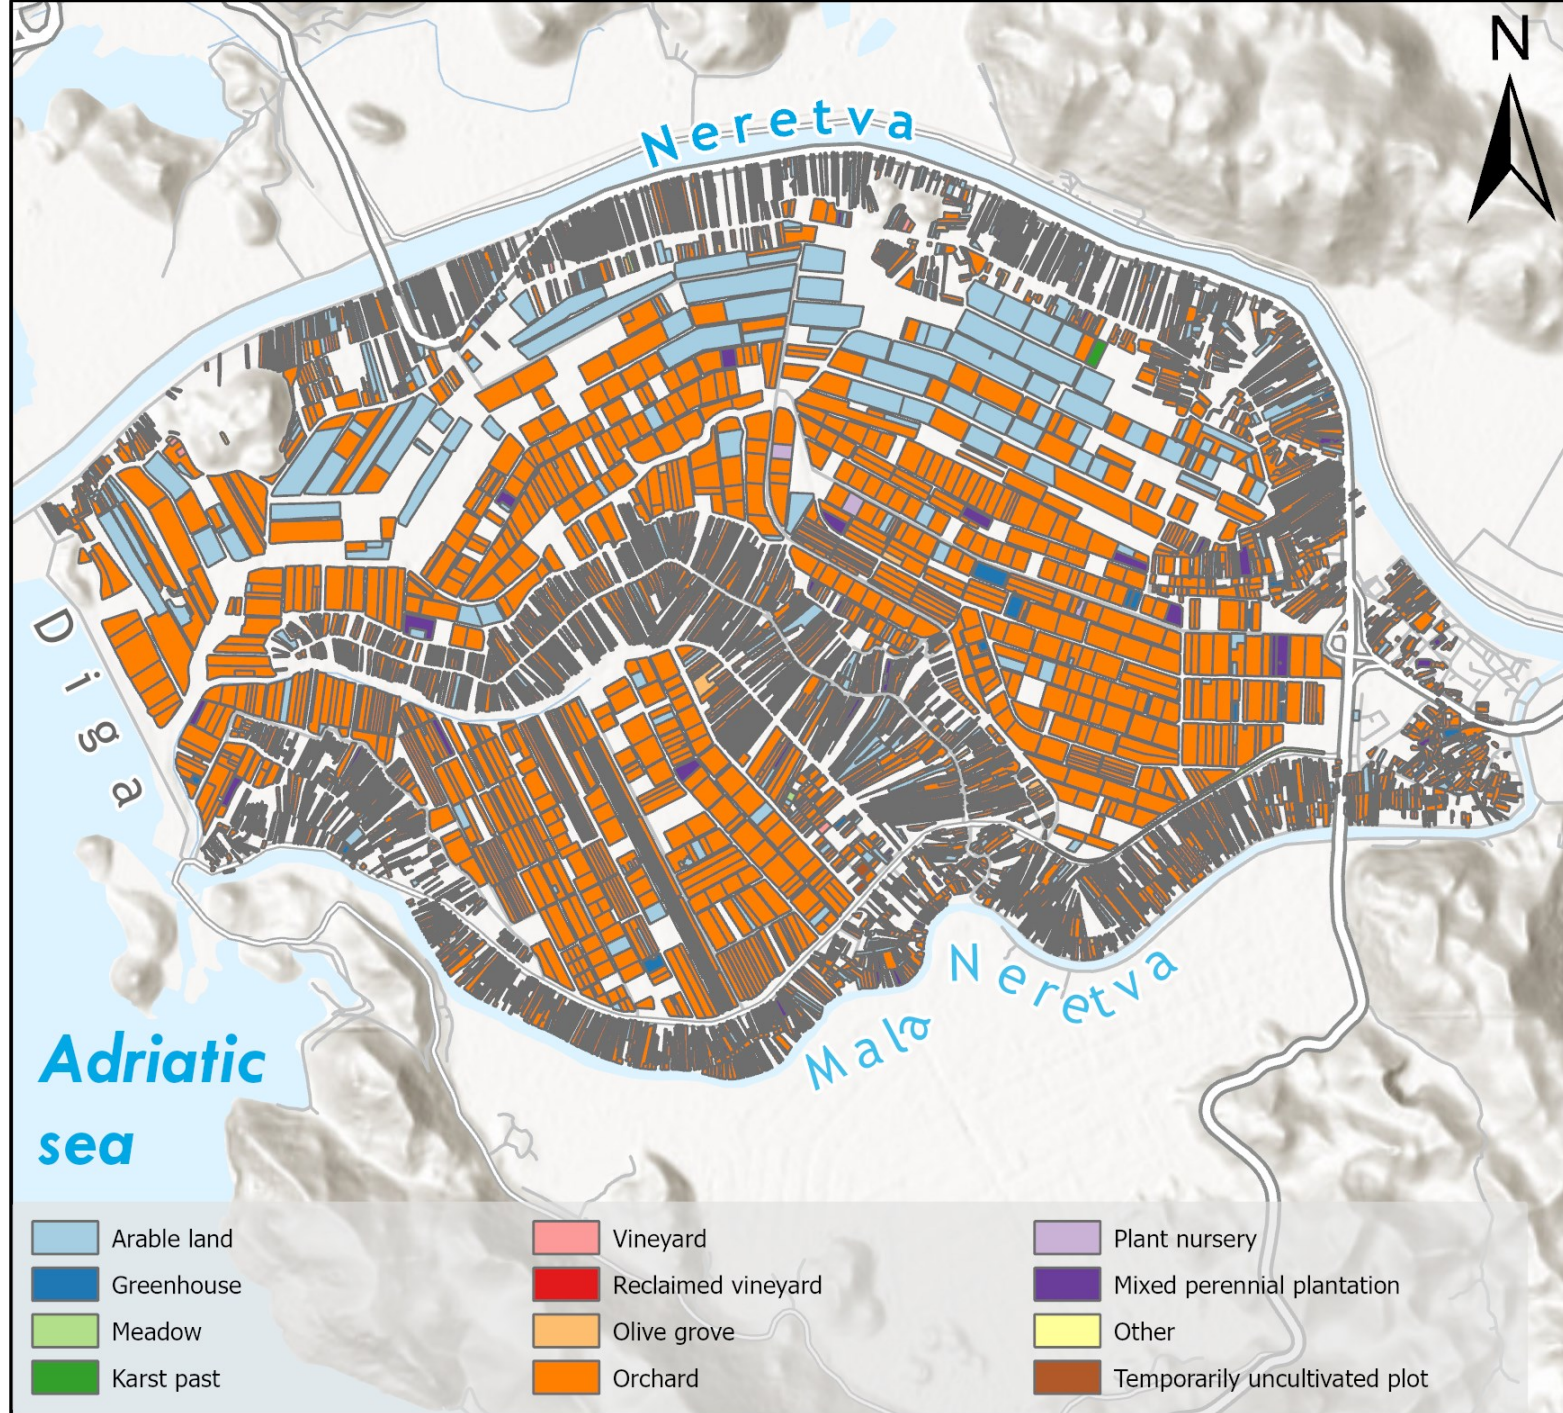 N
Neretva
Diga
Mala Neretva
Adriatic
sea
Arable land
Vineyard
Plant nursery
Greenhouse
Reclaimed vineyard
Mixed perennial plantation
Meadow
Olive grove
Other
Karst past
Orchard
Temporarily uncultivated plot